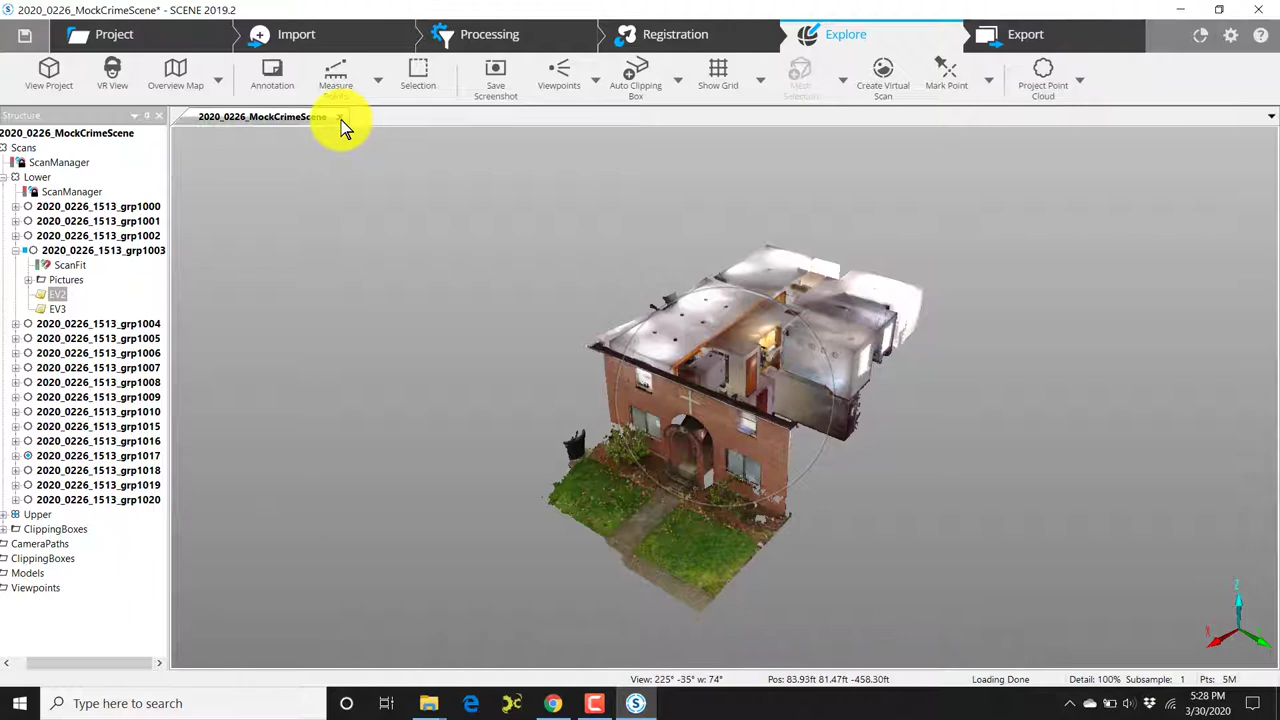 2020_0226_MockCrimeScene* - SCENE 2019.2
Project
Import
Processing
Registration
Explore
Export
View Project
VR View
Overview Map
Annotation
Measure
Points
Selection
Save
Screenshot
Viewpoints
Auto Clipping
Box
Show Grid
Mesh
Selection
Create Virtual
Scan
Mark Point
Project Point
Cloud
Structure
2020_0226_MockCrimeScene
2020_0226_MockCrimeScene
Scans
ScanManager
Lower
ScanManager
2020_0226_1513_grp1000
2020_0226_1513_grp1001
2020_0226_1513_grp1002
2020_0226_1513_grp1003
ScanFit
Pictures
EV2
EV3
2020_0226_1513_grp1004
2020_0226_1513_grp1005
2020_0226_1513_grp1006
2020_0226_1513_grp1007
2020_0226_1513_grp1008
2020_0226_1513_grp1009
2020_0226_1513_grp1010
2020_0226_1513_grp1015
2020_0226_1513_grp1016
2020_0226_1513_grp1017
2020_0226_1513_grp1018
2020_0226_1513_grp1019
2020_0226_1513_grp1020
Upper
ClippingBoxes
CameraPaths
ClippingBoxes
Models
Viewpoints
Z
X
View: 225° -35° w: 74°
Pos: 83.93ft 81.47ft -458.30ft
Loading Done
Detail: 100%
Subsample: 1
Pts: 5M
Type here to search
5:28 PM
3/30/2020